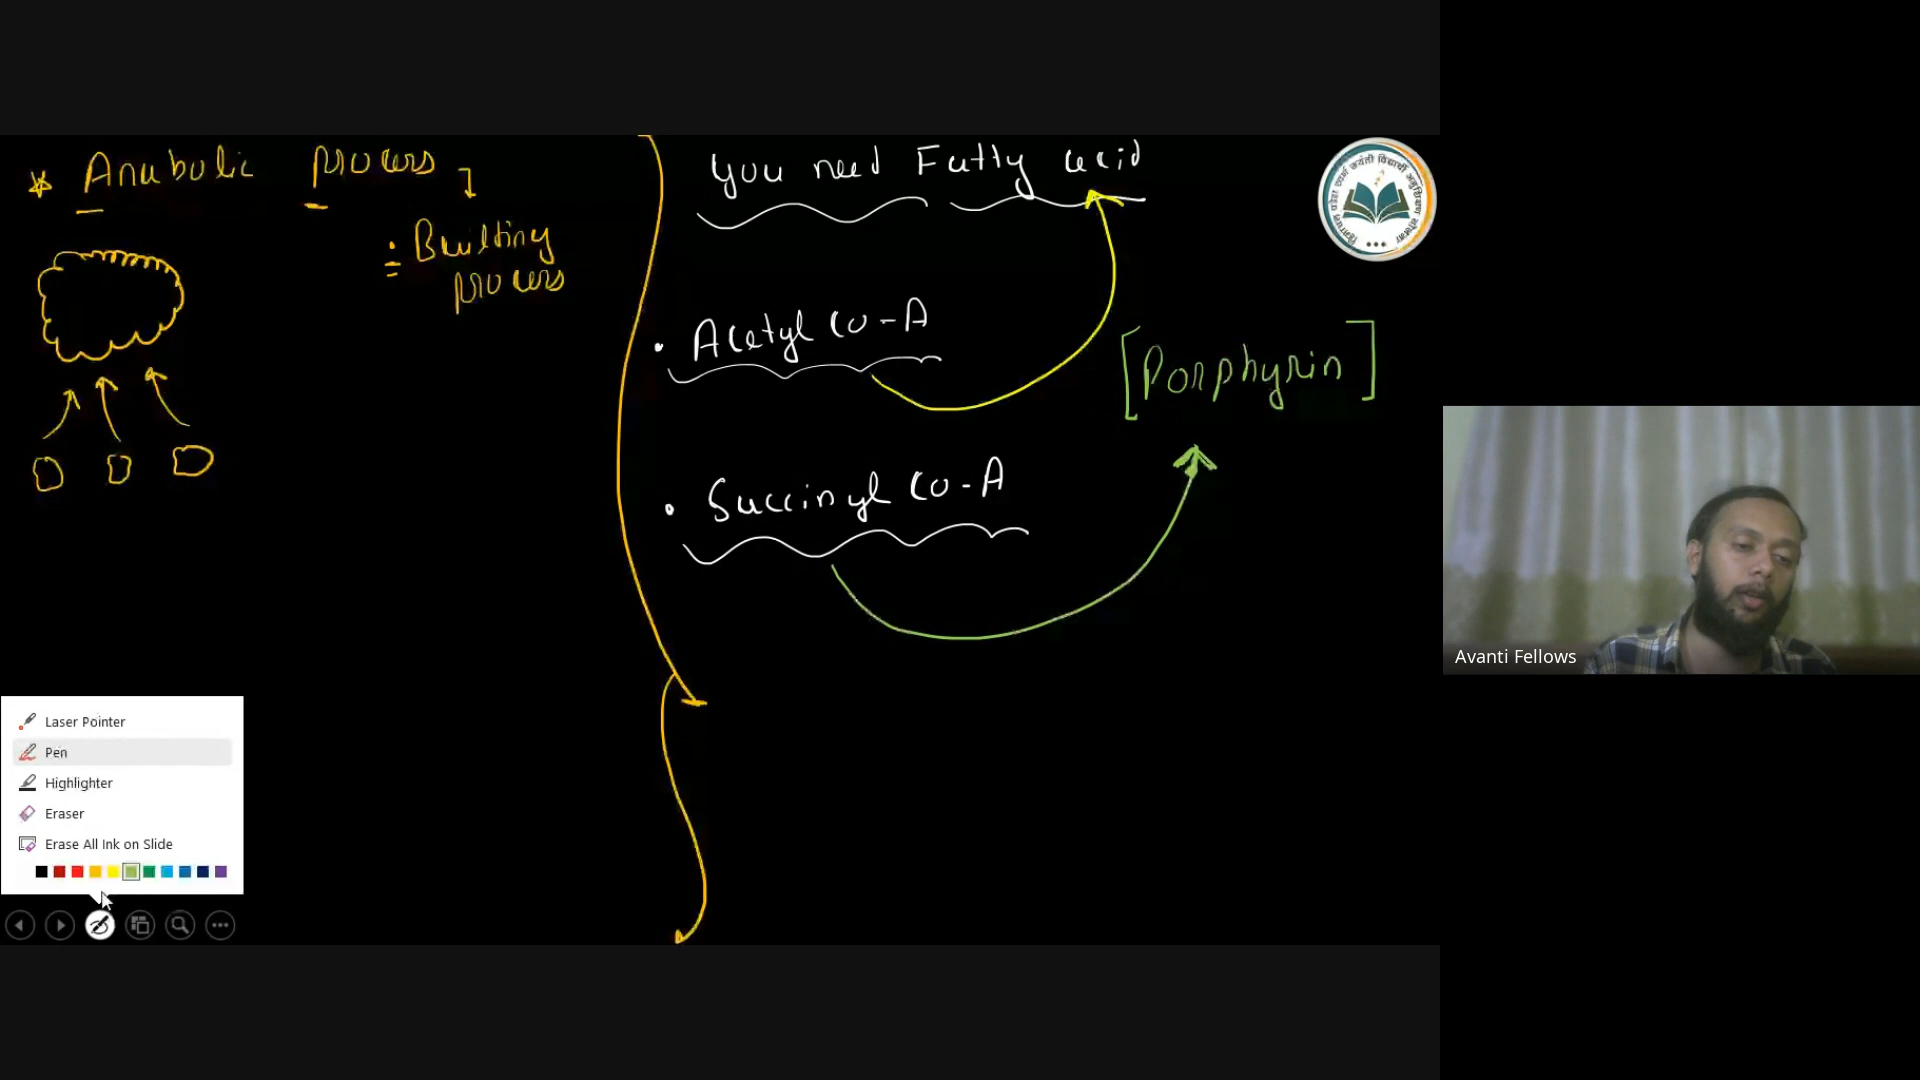 * Anabolic process
: Builting
process
you need Fatty acid
• Acetyl Co-A
[Porphyrin]
• Succinyl Co-A
Avanti Fellows
Laser Pointer
Pen
Highlighter
Eraser
Erase All Ink on Slide